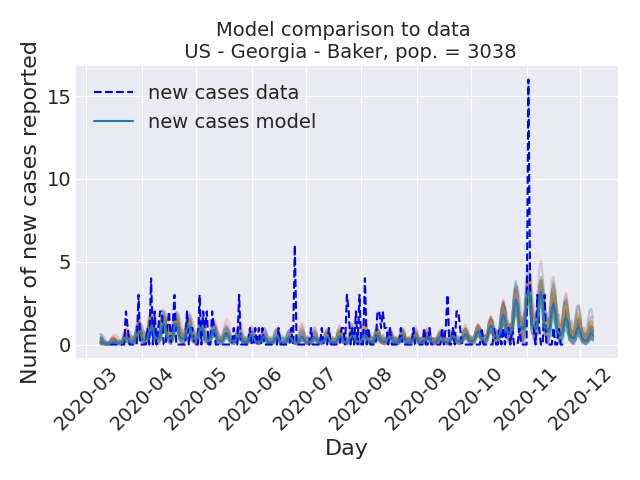 Model comparison to data
US - Georgia - Baker, pop. = 3038
Number of new cases reported
new cases data
new cases model
15
10
5
0
2020-03
2020-04
2020-05
2020-06
2020-07
2020-08
2020-09
2020-10
2020-11
2020-12
Day